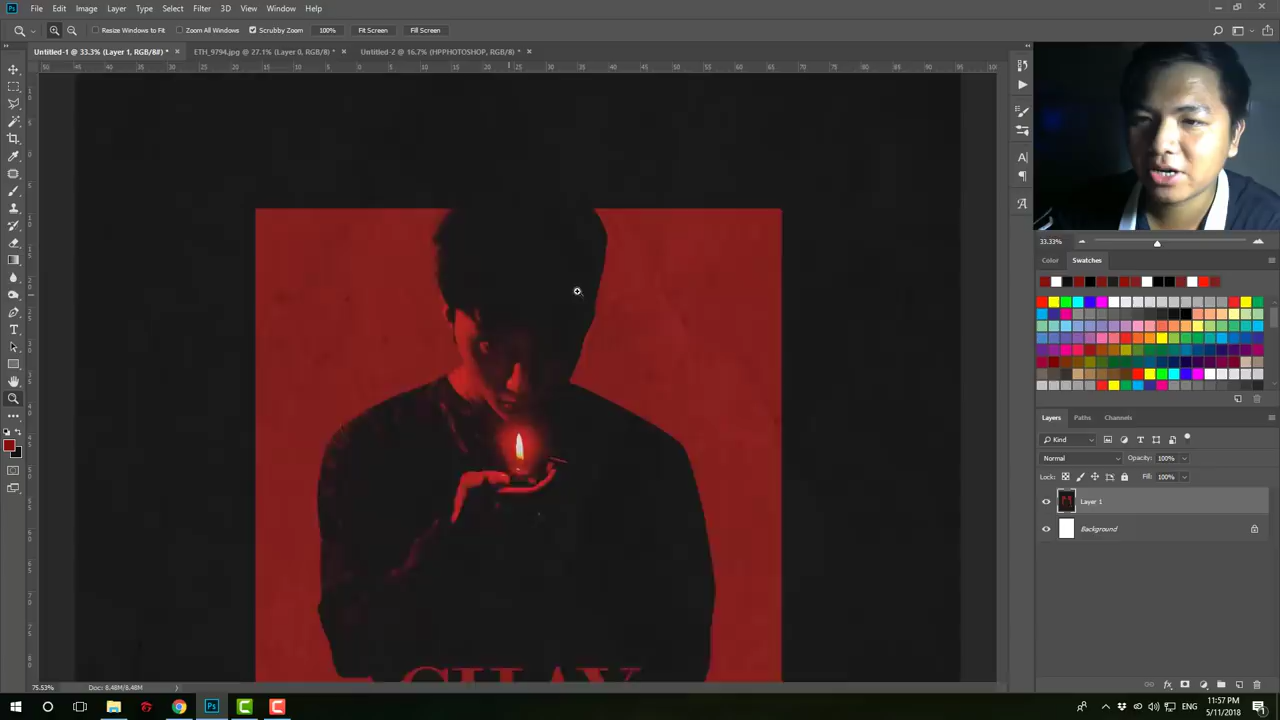 File Edit Image Layer Type Select Filter 3D View Window Help
Resize Windows to Fit Zoom All Windows Scrubby Zoom 100% Fit Screen Fill Screen
Untitled-1 @ 33.3% (Layer 1, RGB/8#) * ETH_9794.jpg @ 27.1% (Layer 0, RGB/8) * Untitled-2 @ 16.7% (HPPHOTOSHOP, RGB/8) *
33.33%
Color Swatches
Layers Paths Channels
Kind
Normal Opacity: 100%
Lock: Fill: 100%
Layer 1
Background
75.53% Doc: 8.48M/8.48M
ENG
11:57 PM
5/11/2018